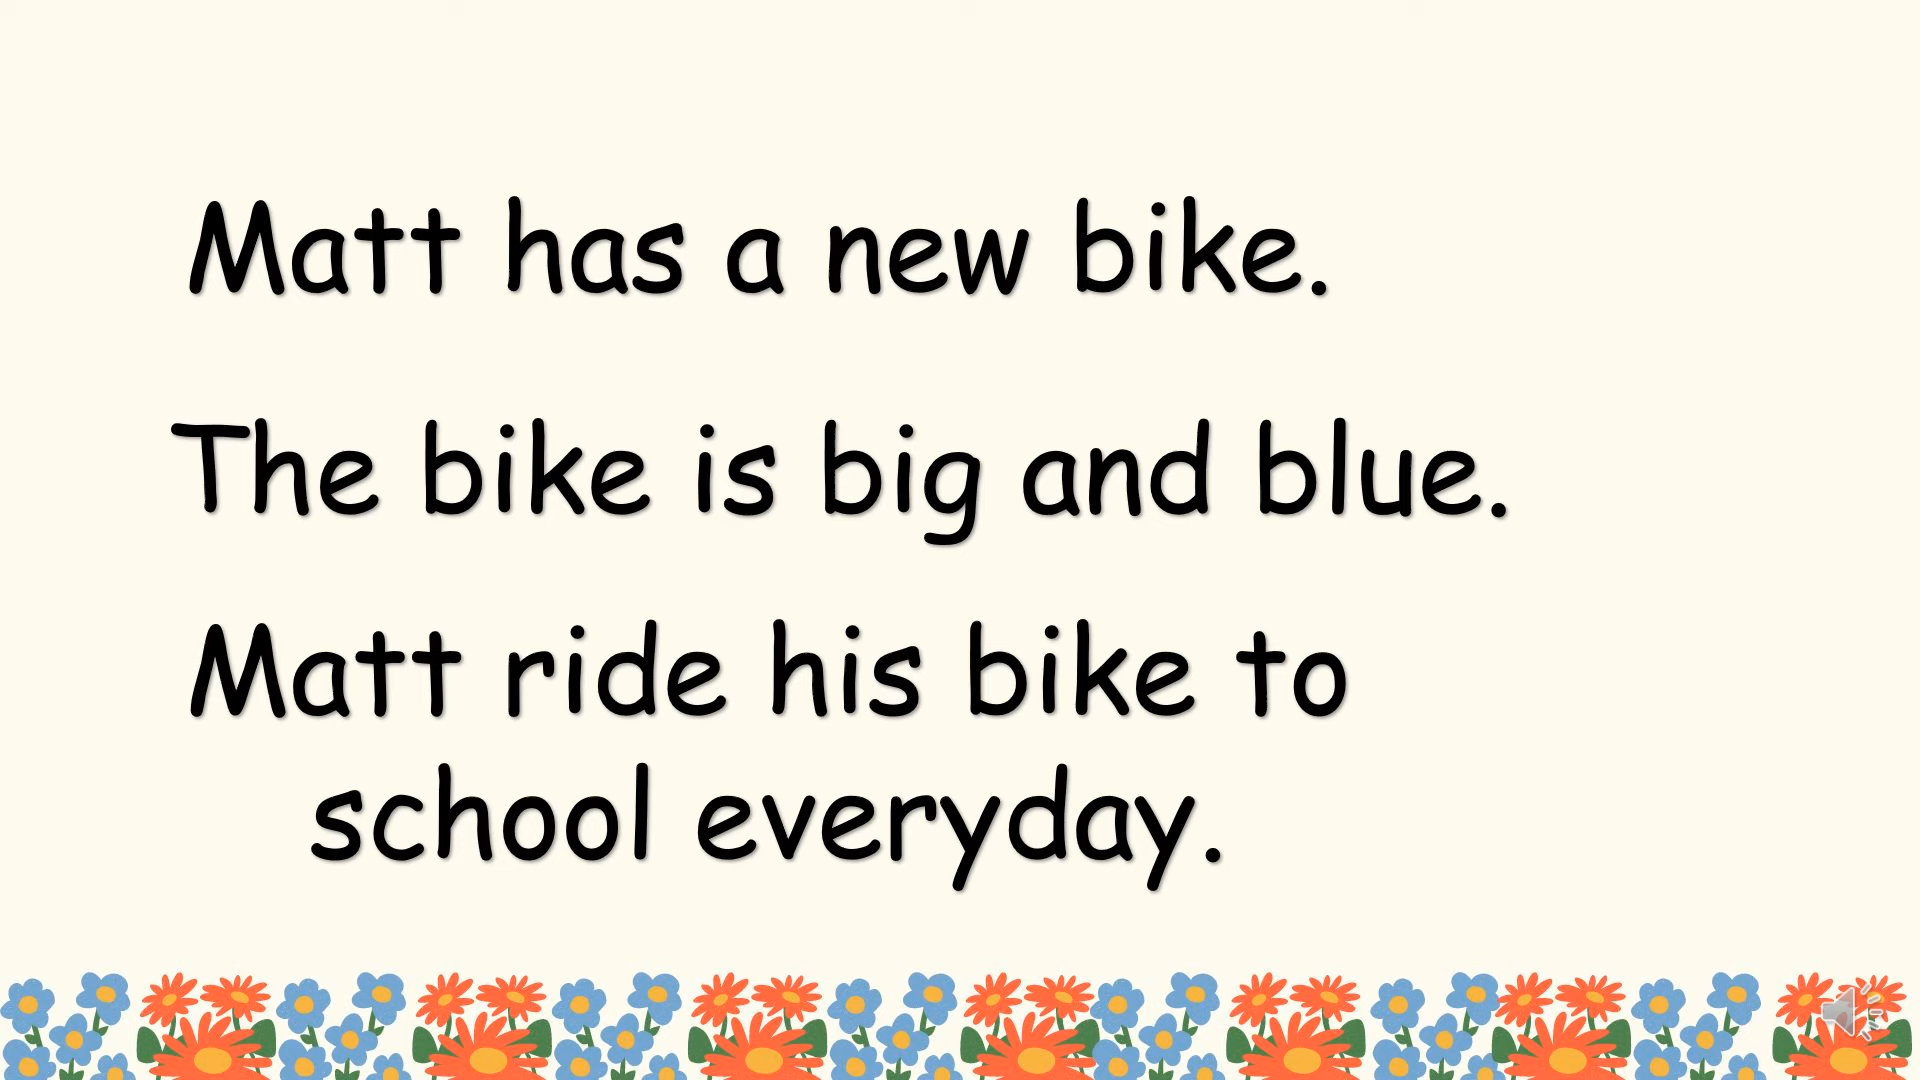 Matt has a new bike.
The bike is big and blue.
Matt ride his bike to
school everyday.